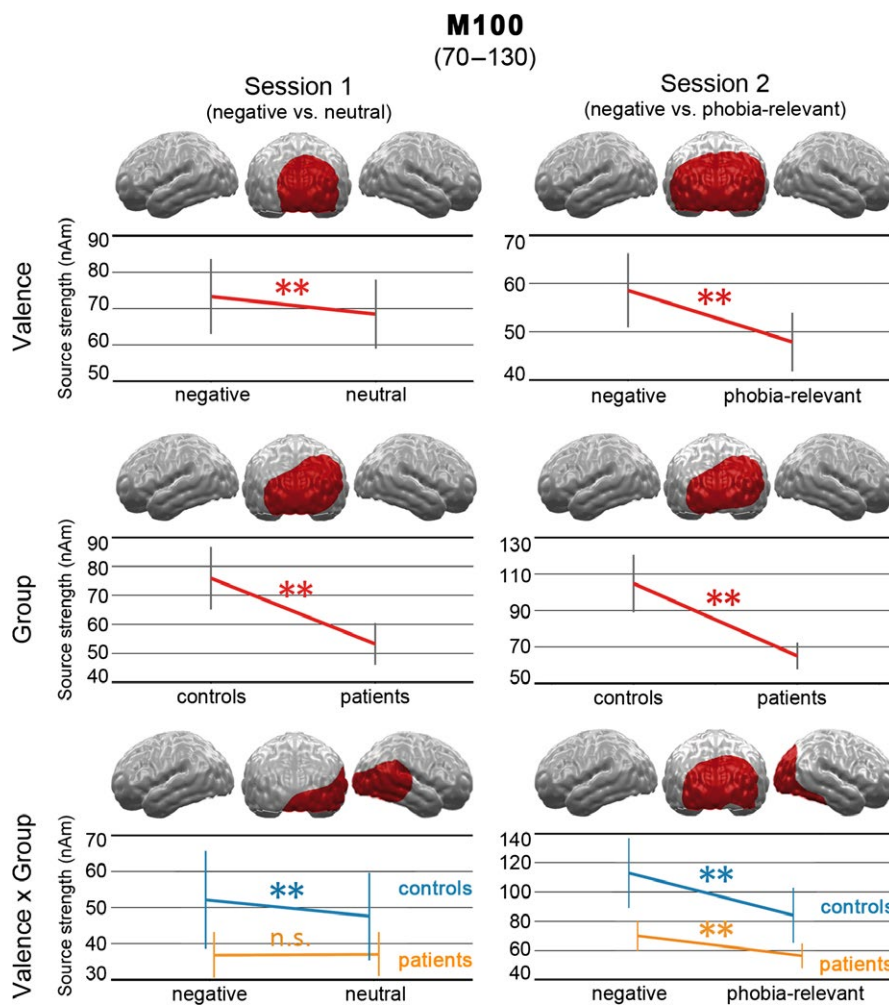 M100
(70–130)
Session 1
(negative vs. neutral)
Session 2
(negative vs. phobia-relevant)
Valence
Source strength (nAm)
90
80
70
60
50
**
negative
neutral
70
60
50
40
**
negative
phobia-relevant
Group
Source strength (nAm)
90
80
70
60
50
40
**
controls
patients
130
110
90
70
50
**
controls
patients
Valence x Group
Source strength (nAm)
70
60
50
40
30
**
controls
n.s.
patients
negative
neutral
140
120
100
80
60
40
**
controls
**
patients
negative
phobia-relevant